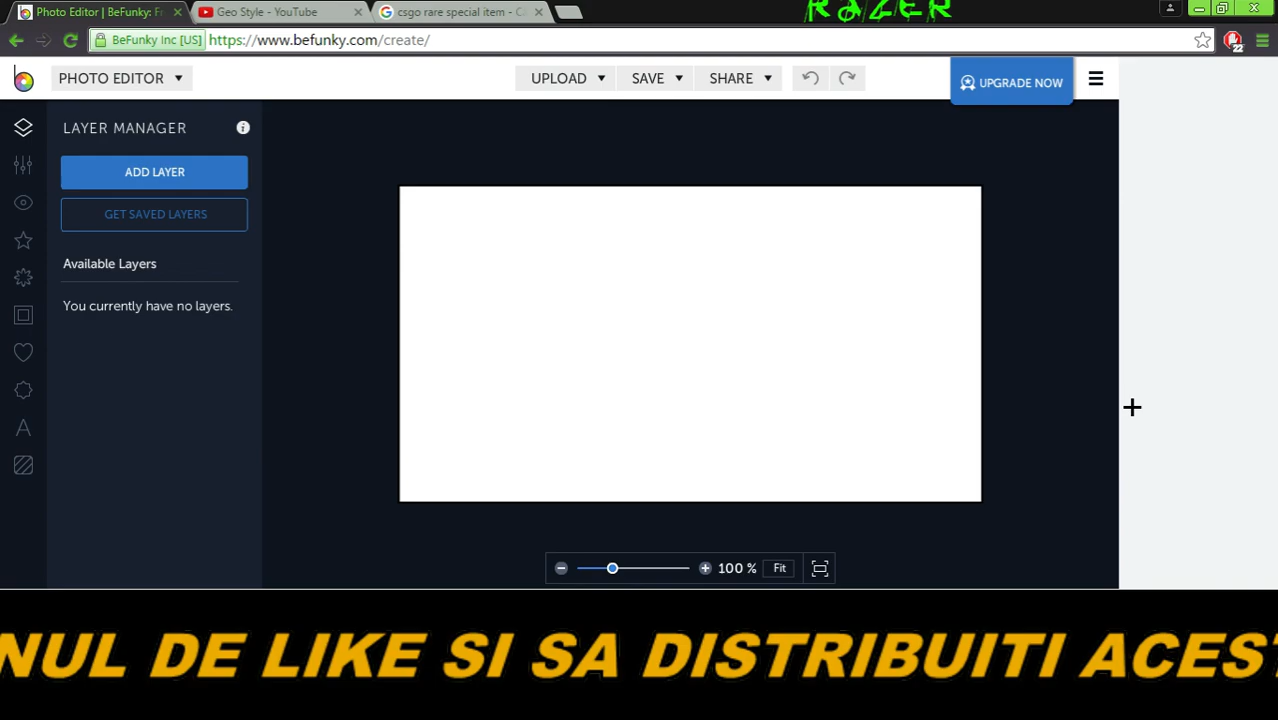 RAZER
Photo Editor | BeFunky: Fr
Geo Style - YouTube
csgo rare special item - C
BeFunky Inc [US]
https://www.befunky.com/create/
22
PHOTO EDITOR
UPLOAD
SAVE
SHARE
UPGRADE NOW
LAYER MANAGER
ADD LAYER
GET SAVED LAYERS
Available Layers
You currently have no layers.
100 %
Fit
NUL DE LIKE SI SA DISTRIBUITI ACEST